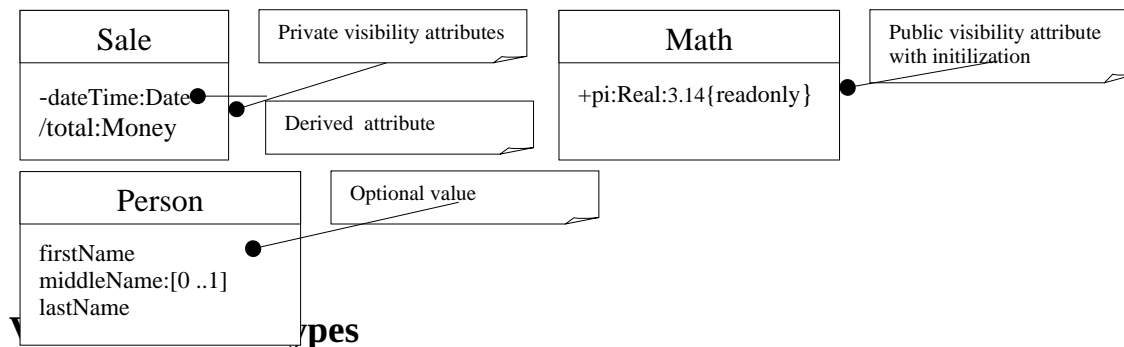 Sale
-dateTime:Date
/total:Money
Private visibility attributes
Derived attribute
Math
+pi:Real:3.14{readonly}
Public visibility attribute
with initilization
Person
firstName
middleName:[0 ..1]
lastName
Optional value